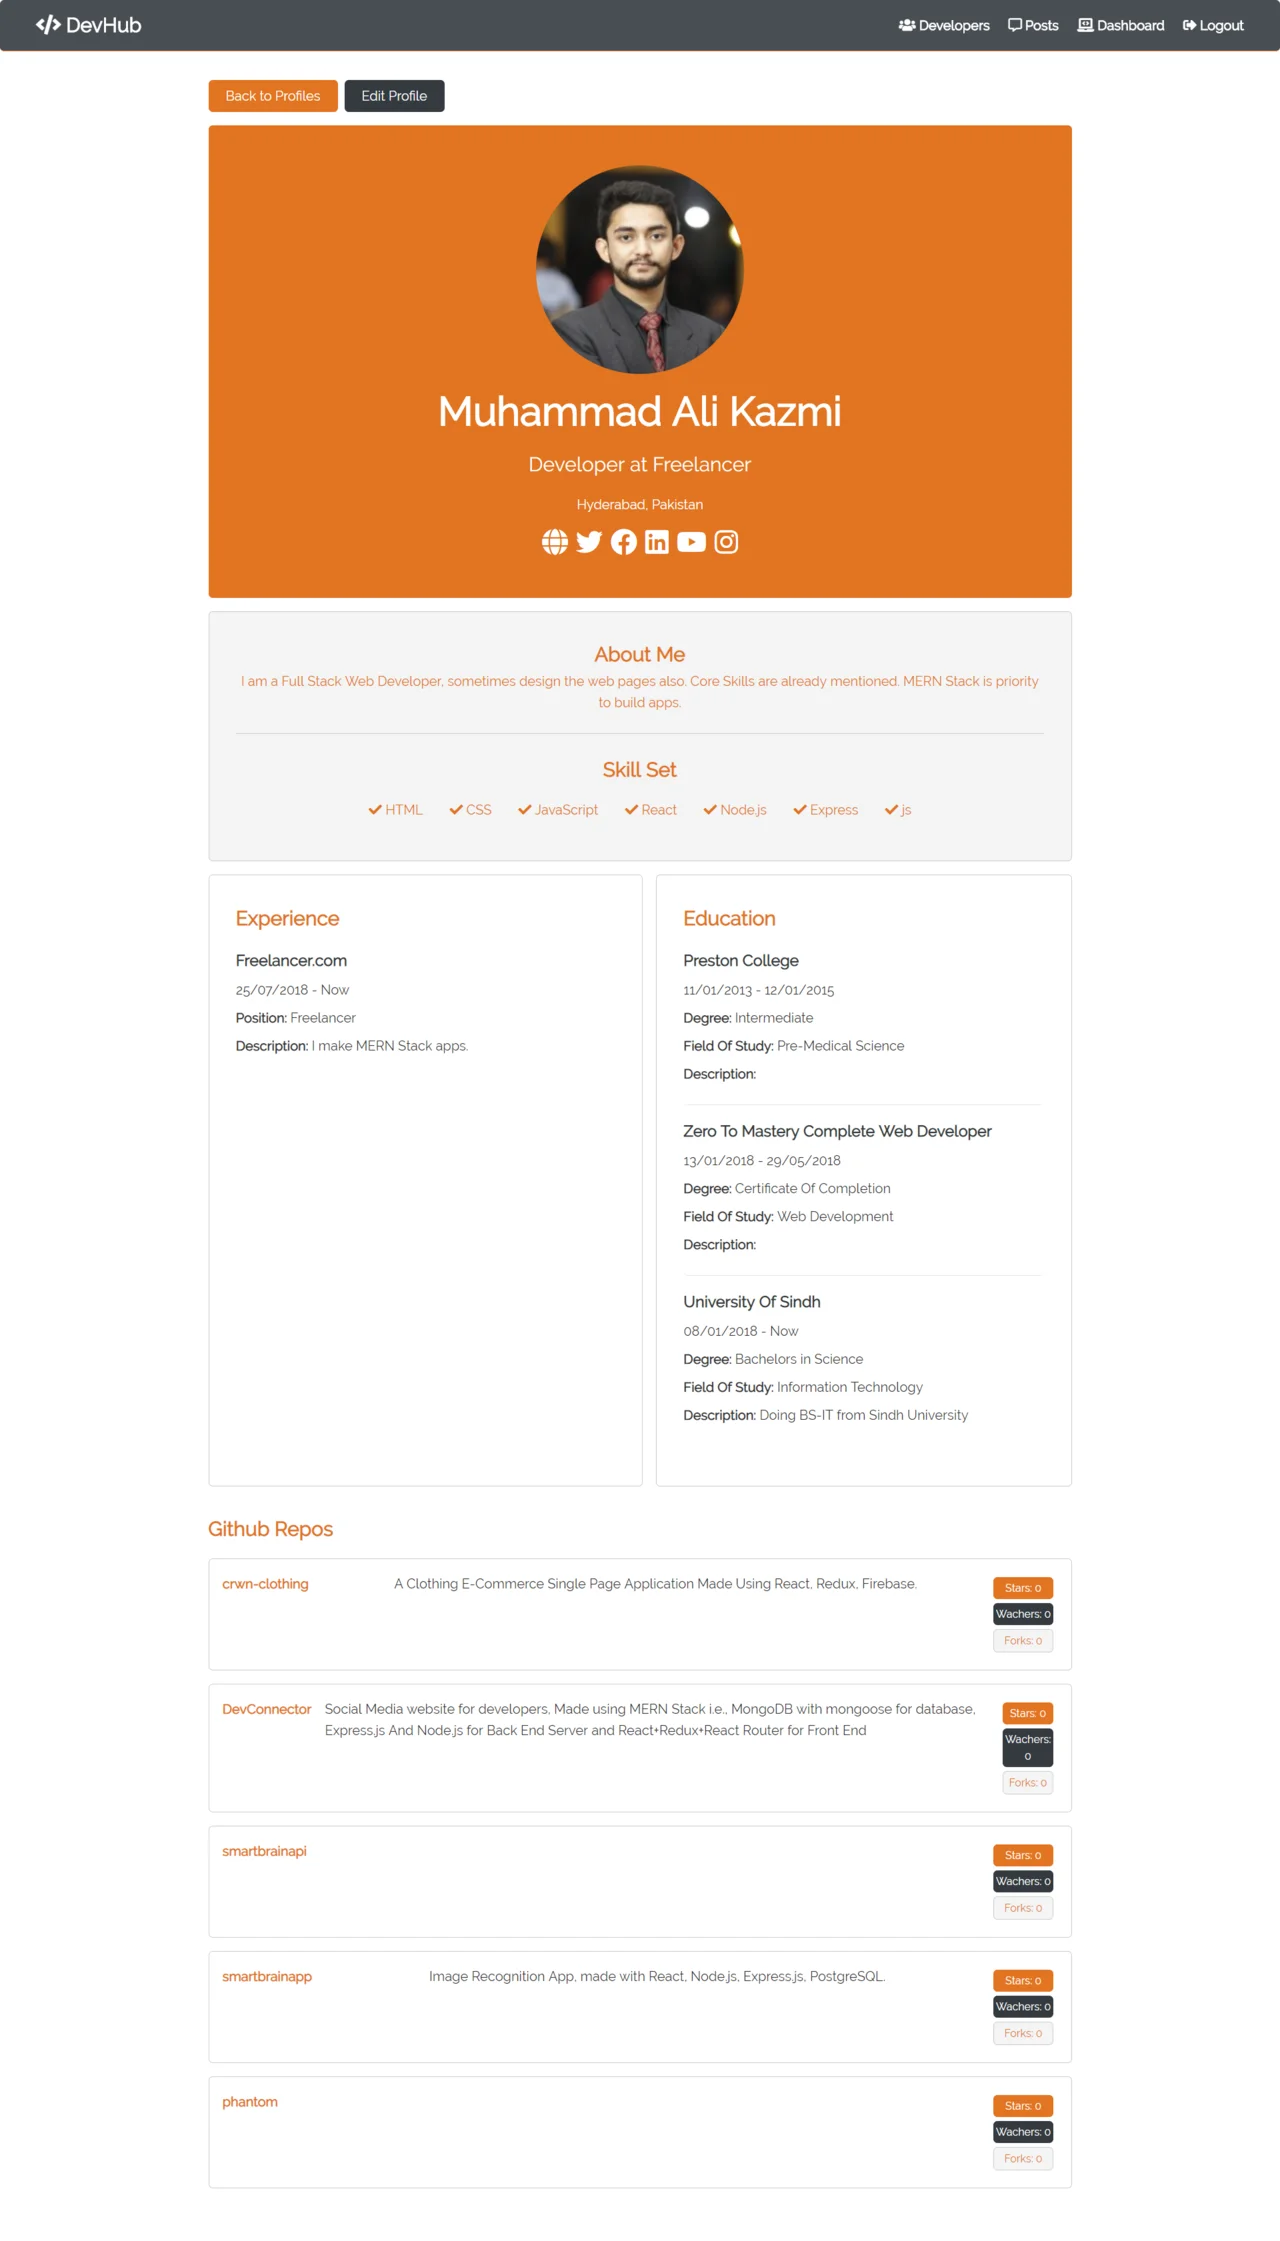 DevHub
Developers Posts Dashboard Logout
Back to Profiles Edit Profile
Muhammad Ali Kazmi
Developer at Freelancer
Hyderabad, Pakistan
About Me
I am a Full Stack Web Developer, sometimes design the web pages also. Core Skills are already mentioned. MERN Stack is priority
to build apps.
Skill Set
HTML CSS JavaScript React Node.js Express js
Experience
Freelancer.com
25/07/2018 - Now
Position: Freelancer
Description: I make MERN Stack apps.
Education
Preston College
11/01/2013 - 12/01/2015
Degree: Intermediate
Field Of Study: Pre-Medical Science
Description:
Zero To Mastery Complete Web Developer
13/01/2018 - 29/05/2018
Degree: Certificate Of Completion
Field Of Study: Web Development
Description:
University Of Sindh
08/01/2018 - Now
Degree: Bachelors in Science
Field Of Study: Information Technology
Description: Doing BS-IT from Sindh University
Github Repos
crwn-clothing
A Clothing E-Commerce Single Page Application Made Using React, Redux, Firebase.
Stars: 0
Wachers: 0
Forks: 0
DevConnector
Social Media website for developers, Made using MERN Stack i.e., MongoDB with mongoose for database,
Express.js And Node.js for Back End Server and React+Redux+React Router for Front End
Stars: 0
Wachers:
0
Forks: 0
smartbrainapi
Stars: 0
Wachers: 0
Forks: 0
smartbrainapp
Image Recognition App, made with React, Node.js, Express.js, PostgreSQL.
Stars: 0
Wachers: 0
Forks: 0
phantom
Stars: 0
Wachers: 0
Forks: 0